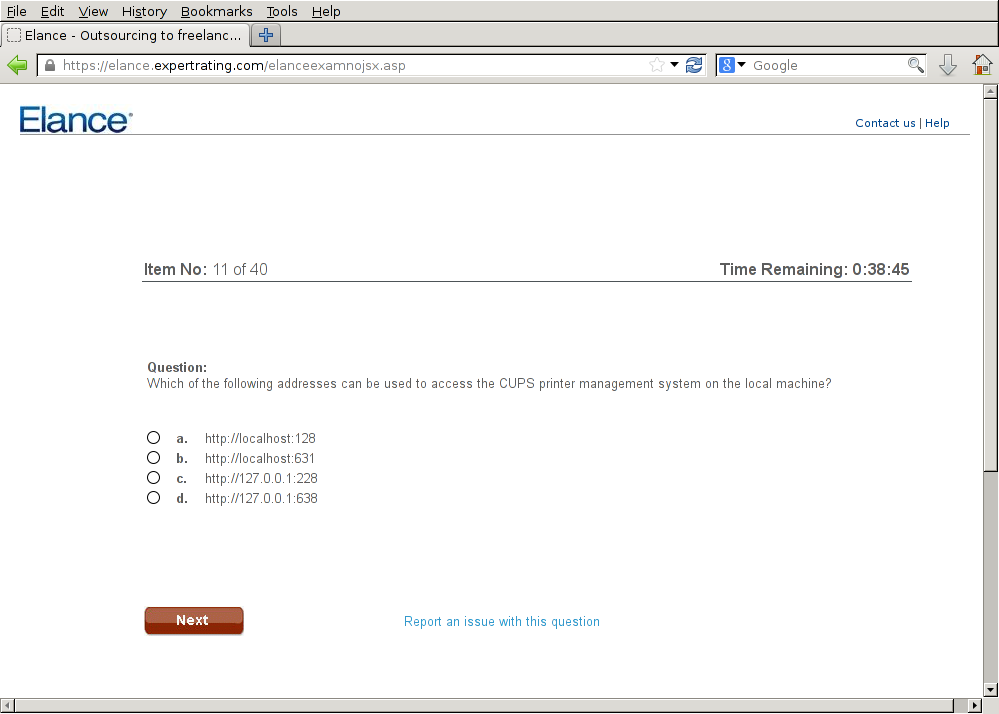 File Edit View History Bookmarks Tools Help
Elance - Outsourcing to freelanc...
https://elance.expertrating.com/elanceexamnojsx.asp
8 Google
Elance®
Contact us | Help
Item No: 11 of 40
Time Remaining: 0:38:45
Question:
Which of the following addresses can be used to access the CUPS printer management system on the local machine?
a. http://localhost:128
b. http://localhost:631
c. http://127.0.0.1:228
d. http://127.0.0.1:638
Next
Report an issue with this question